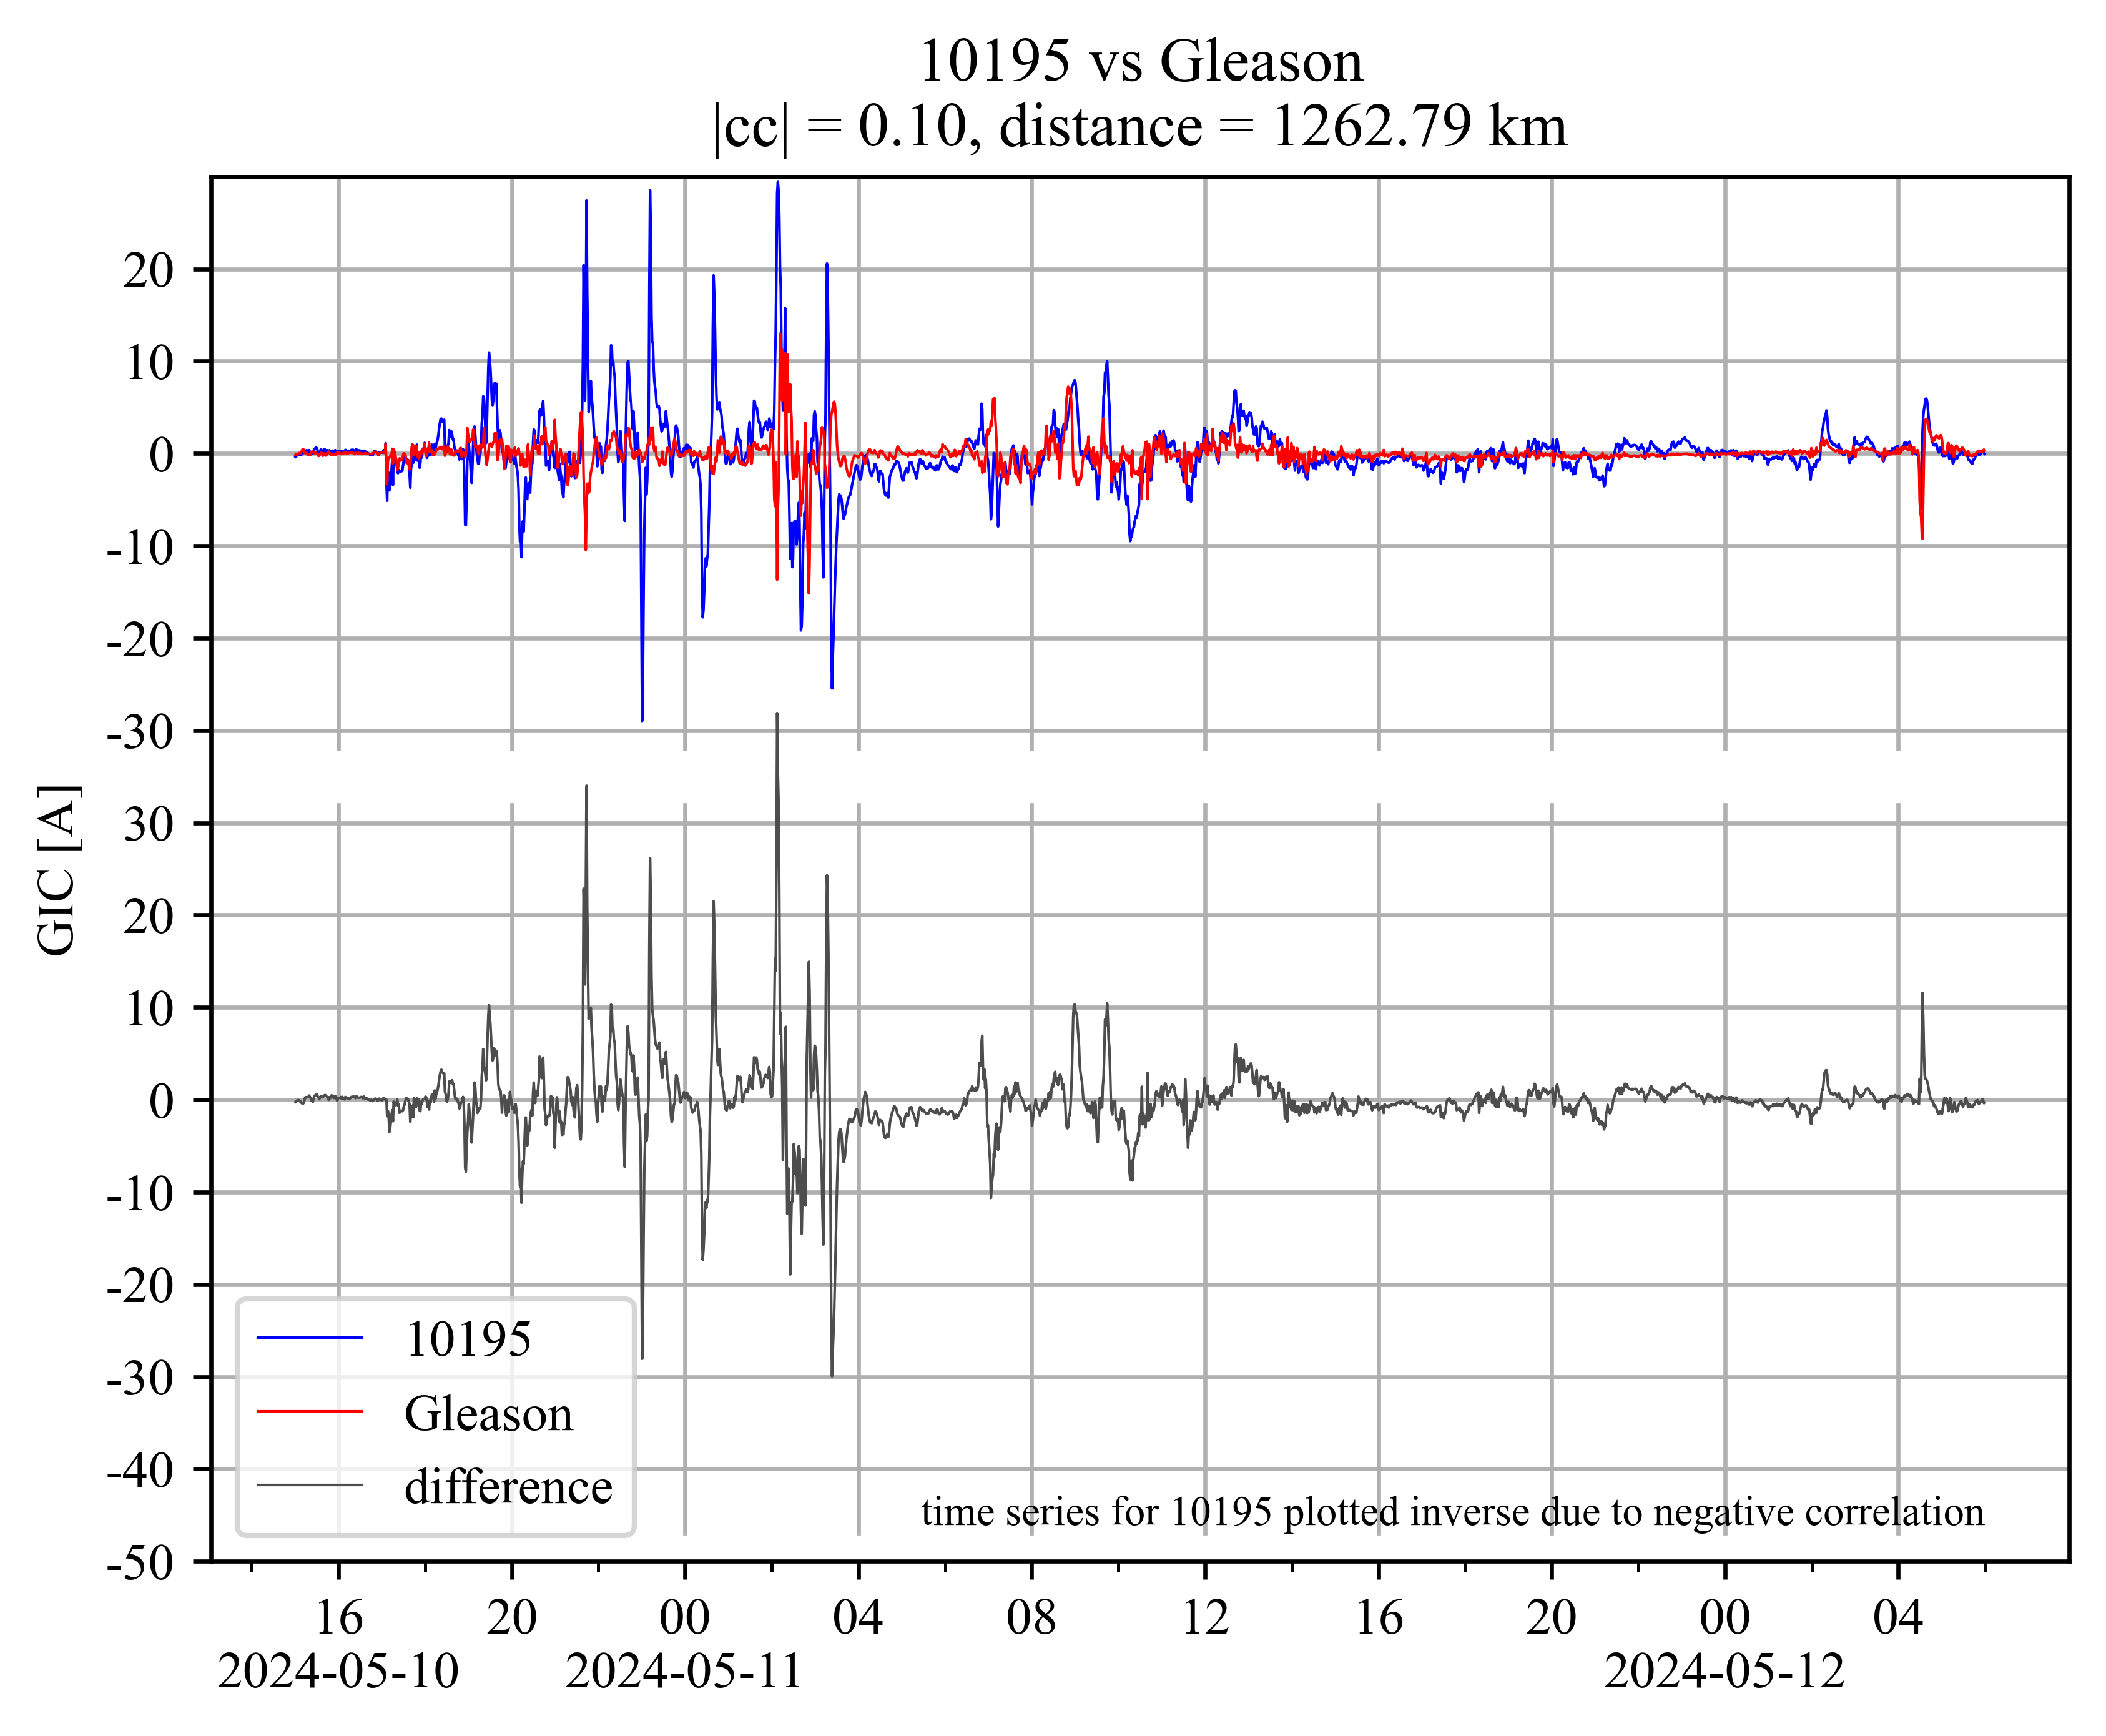 10195 vs Gleason
|cc| = 0.10, distance = 1262.79 km
20
10
0
-10
-20
-30
30
20
10
0
-10
-20
-30
-40
-50
GIC [A]
10195
Gleason
difference
time series for 10195 plotted inverse due to negative correlation
16 20 00 04 08 12 16 20 00 04
2024-05-10 2024-05-11 2024-05-12